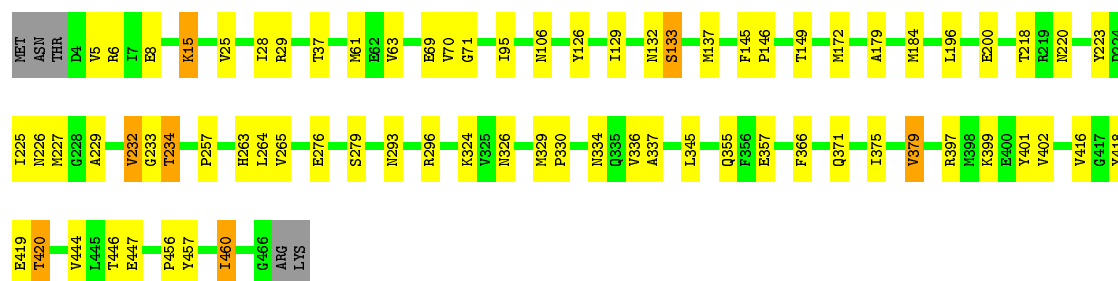 MET ASN THR D4 V5 R6 I7 E8 K15 V25 I28 R29 T37 M61 E62 V63 E69 V70 G71 I95 N106 Y126 I129 N132 S133 M137 F145 P146 T149 M172 A179 M184 L196 E200 T218 R219 N220 Y223 D224
I225 N226 M227 G228 A229 V232 G233 T234 P257 H263 L264 V265 E276 S279 N293 R296 K324 V325 N326 M329 P330 N334 Q335 V336 A337 L345 Q355 F356 E357 F366 Q371 I375 V379 R397 M398 K399 E400 Y401 V402 V416 G417 Y418
E419 T420 V444 L445 T446 E447 P456 Y457 I460 G466 ARG LYS